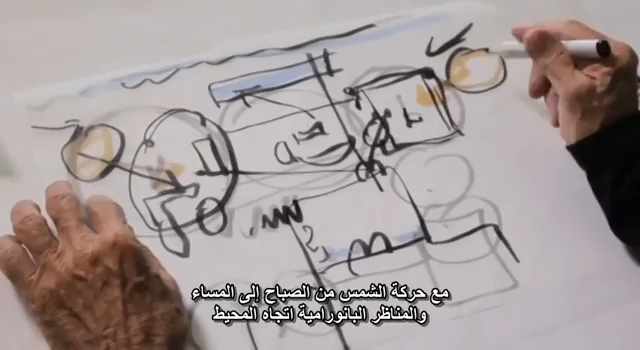 مع حركة الشمس من الصباح إلى المساء
والمناظر البانورامية اتجاه المحيط